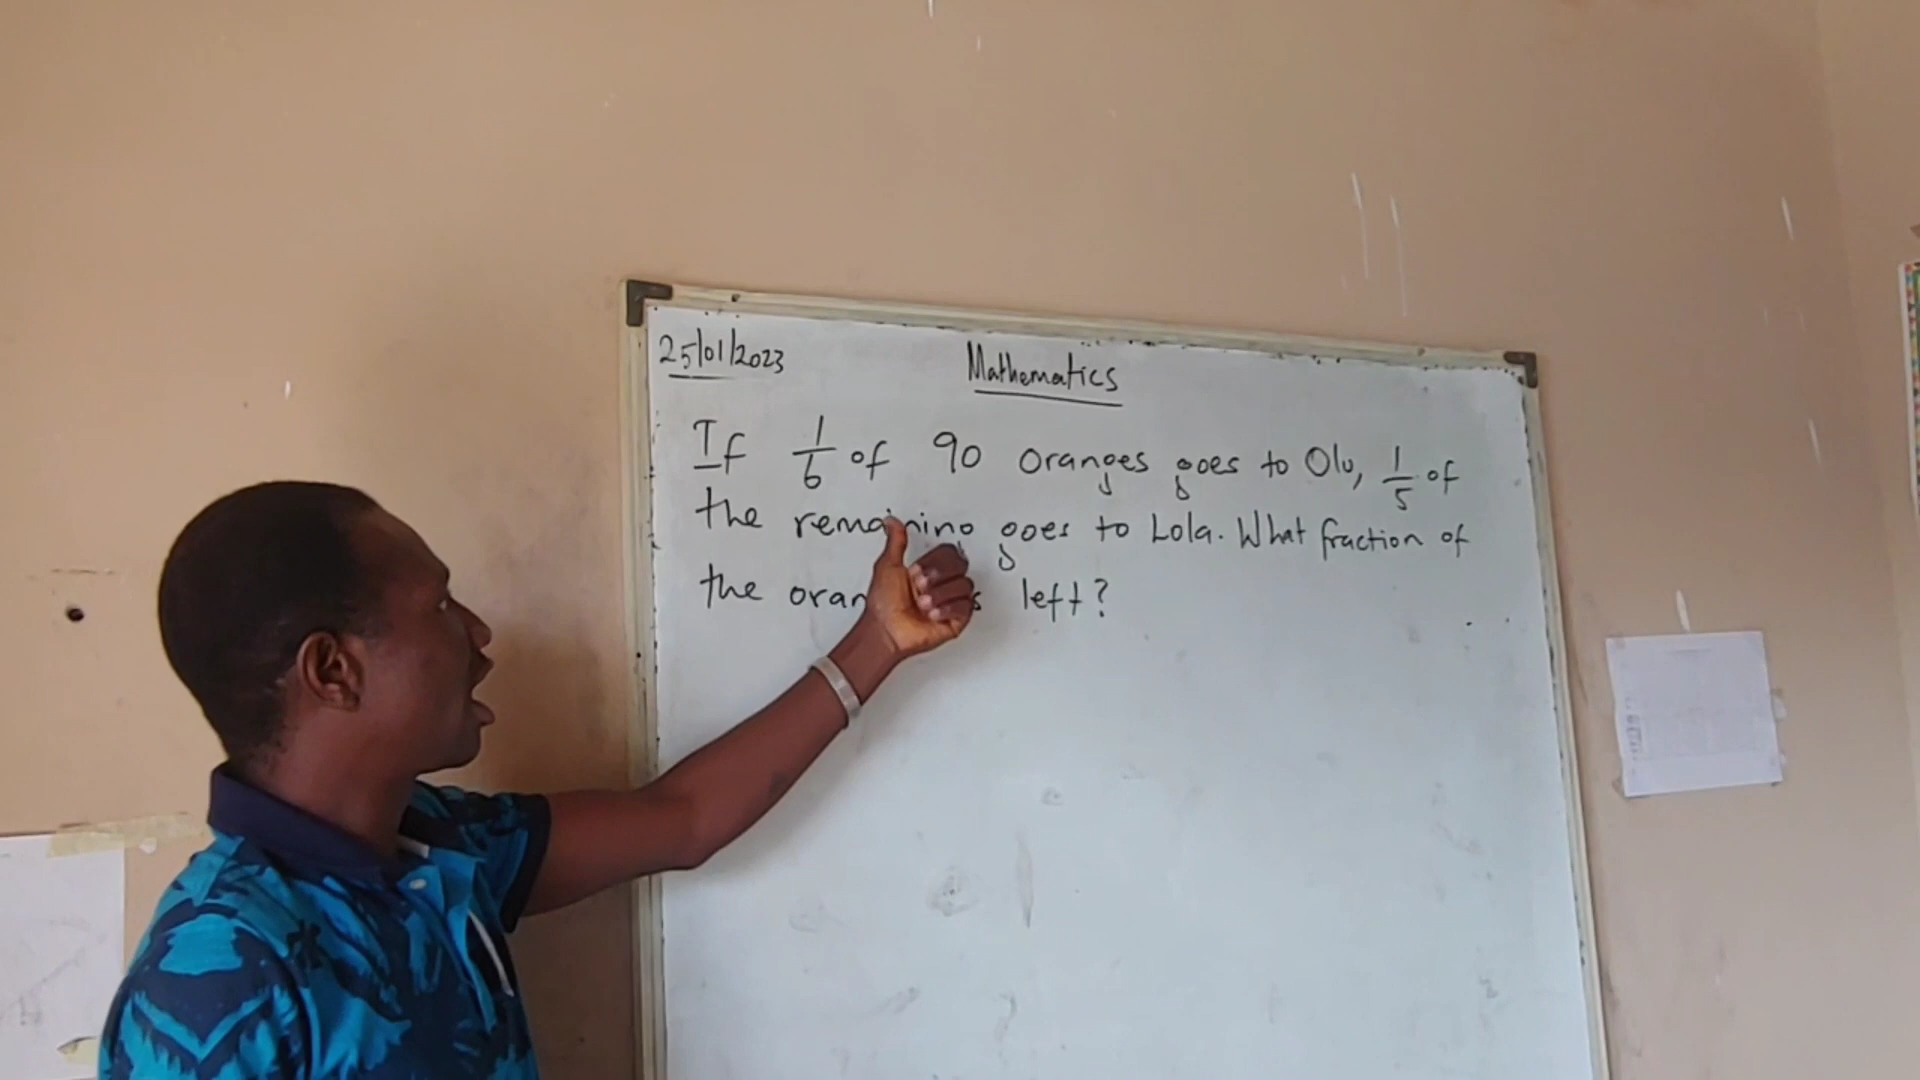 25/01/2023
Mathematics
If 1/6 of 90 oranges goes to Olu, 1/5 of
the remaining goes to Lola. What fraction of
the left?